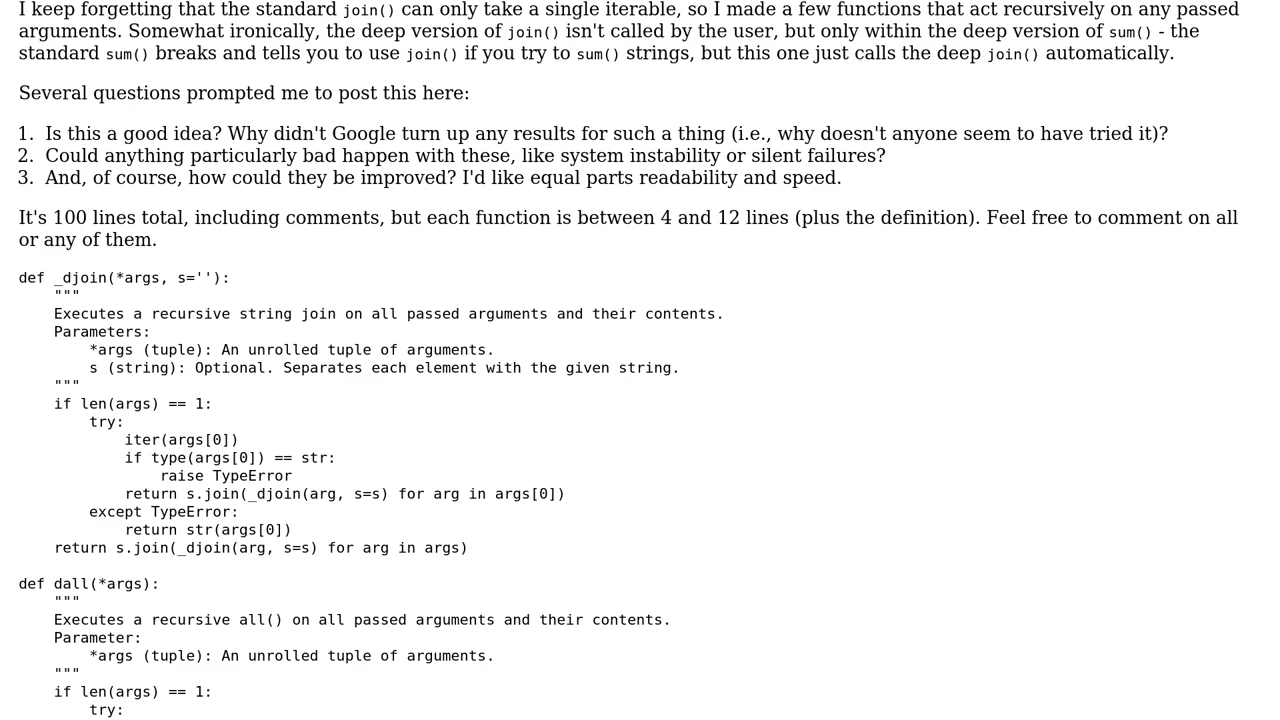 I keep forgetting that the standard join() can only take a single iterable, so I made a few functions that act recursively on any passed
arguments. Somewhat ironically, the deep version of join() isn't called by the user, but only within the deep version of sum() - the
standard sum() breaks and tells you to use join() if you try to sum() strings, but this one just calls the deep join() automatically.
Several questions prompted me to post this here:
1. Is this a good idea? Why didn't Google turn up any results for such a thing (i.e., why doesn't anyone seem to have tried it)?
2. Could anything particularly bad happen with these, like system instability or silent failures?
3. And, of course, how could they be improved? I'd like equal parts readability and speed.
It's 100 lines total, including comments, but each function is between 4 and 12 lines (plus the definition). Feel free to comment on all
or any of them.
def _djoin(*args, s=''):
    """
    Executes a recursive string join on all passed arguments and their contents.
    Parameters:
        *args (tuple): An unrolled tuple of arguments.
        s (string): Optional. Separates each element with the given string.
    """
    if len(args) == 1:
        try:
            iter(args[0])
            if type(args[0]) == str:
                raise TypeError
            return s.join(_djoin(arg, s=s) for arg in args[0])
        except TypeError:
            return str(args[0])
    return s.join(_djoin(arg, s=s) for arg in args)
def dall(*args):
    """
    Executes a recursive all() on all passed arguments and their contents.
    Parameter:
        *args (tuple): An unrolled tuple of arguments.
    """
    if len(args) == 1:
        try: